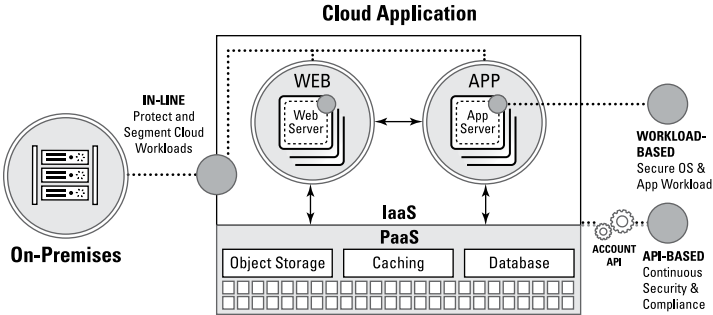 Cloud Application
IN-LINE
Protect and
Segment Cloud
Workloads
On-Premises
WEB
Web
Server
APP
App
Server
IaaS
PaaS
Object Storage
Caching
Database
WORKLOAD-
BASED
Secure OS &
App Workload
ACCOUNT
API
API-BASED
Continuous
Security &
Compliance